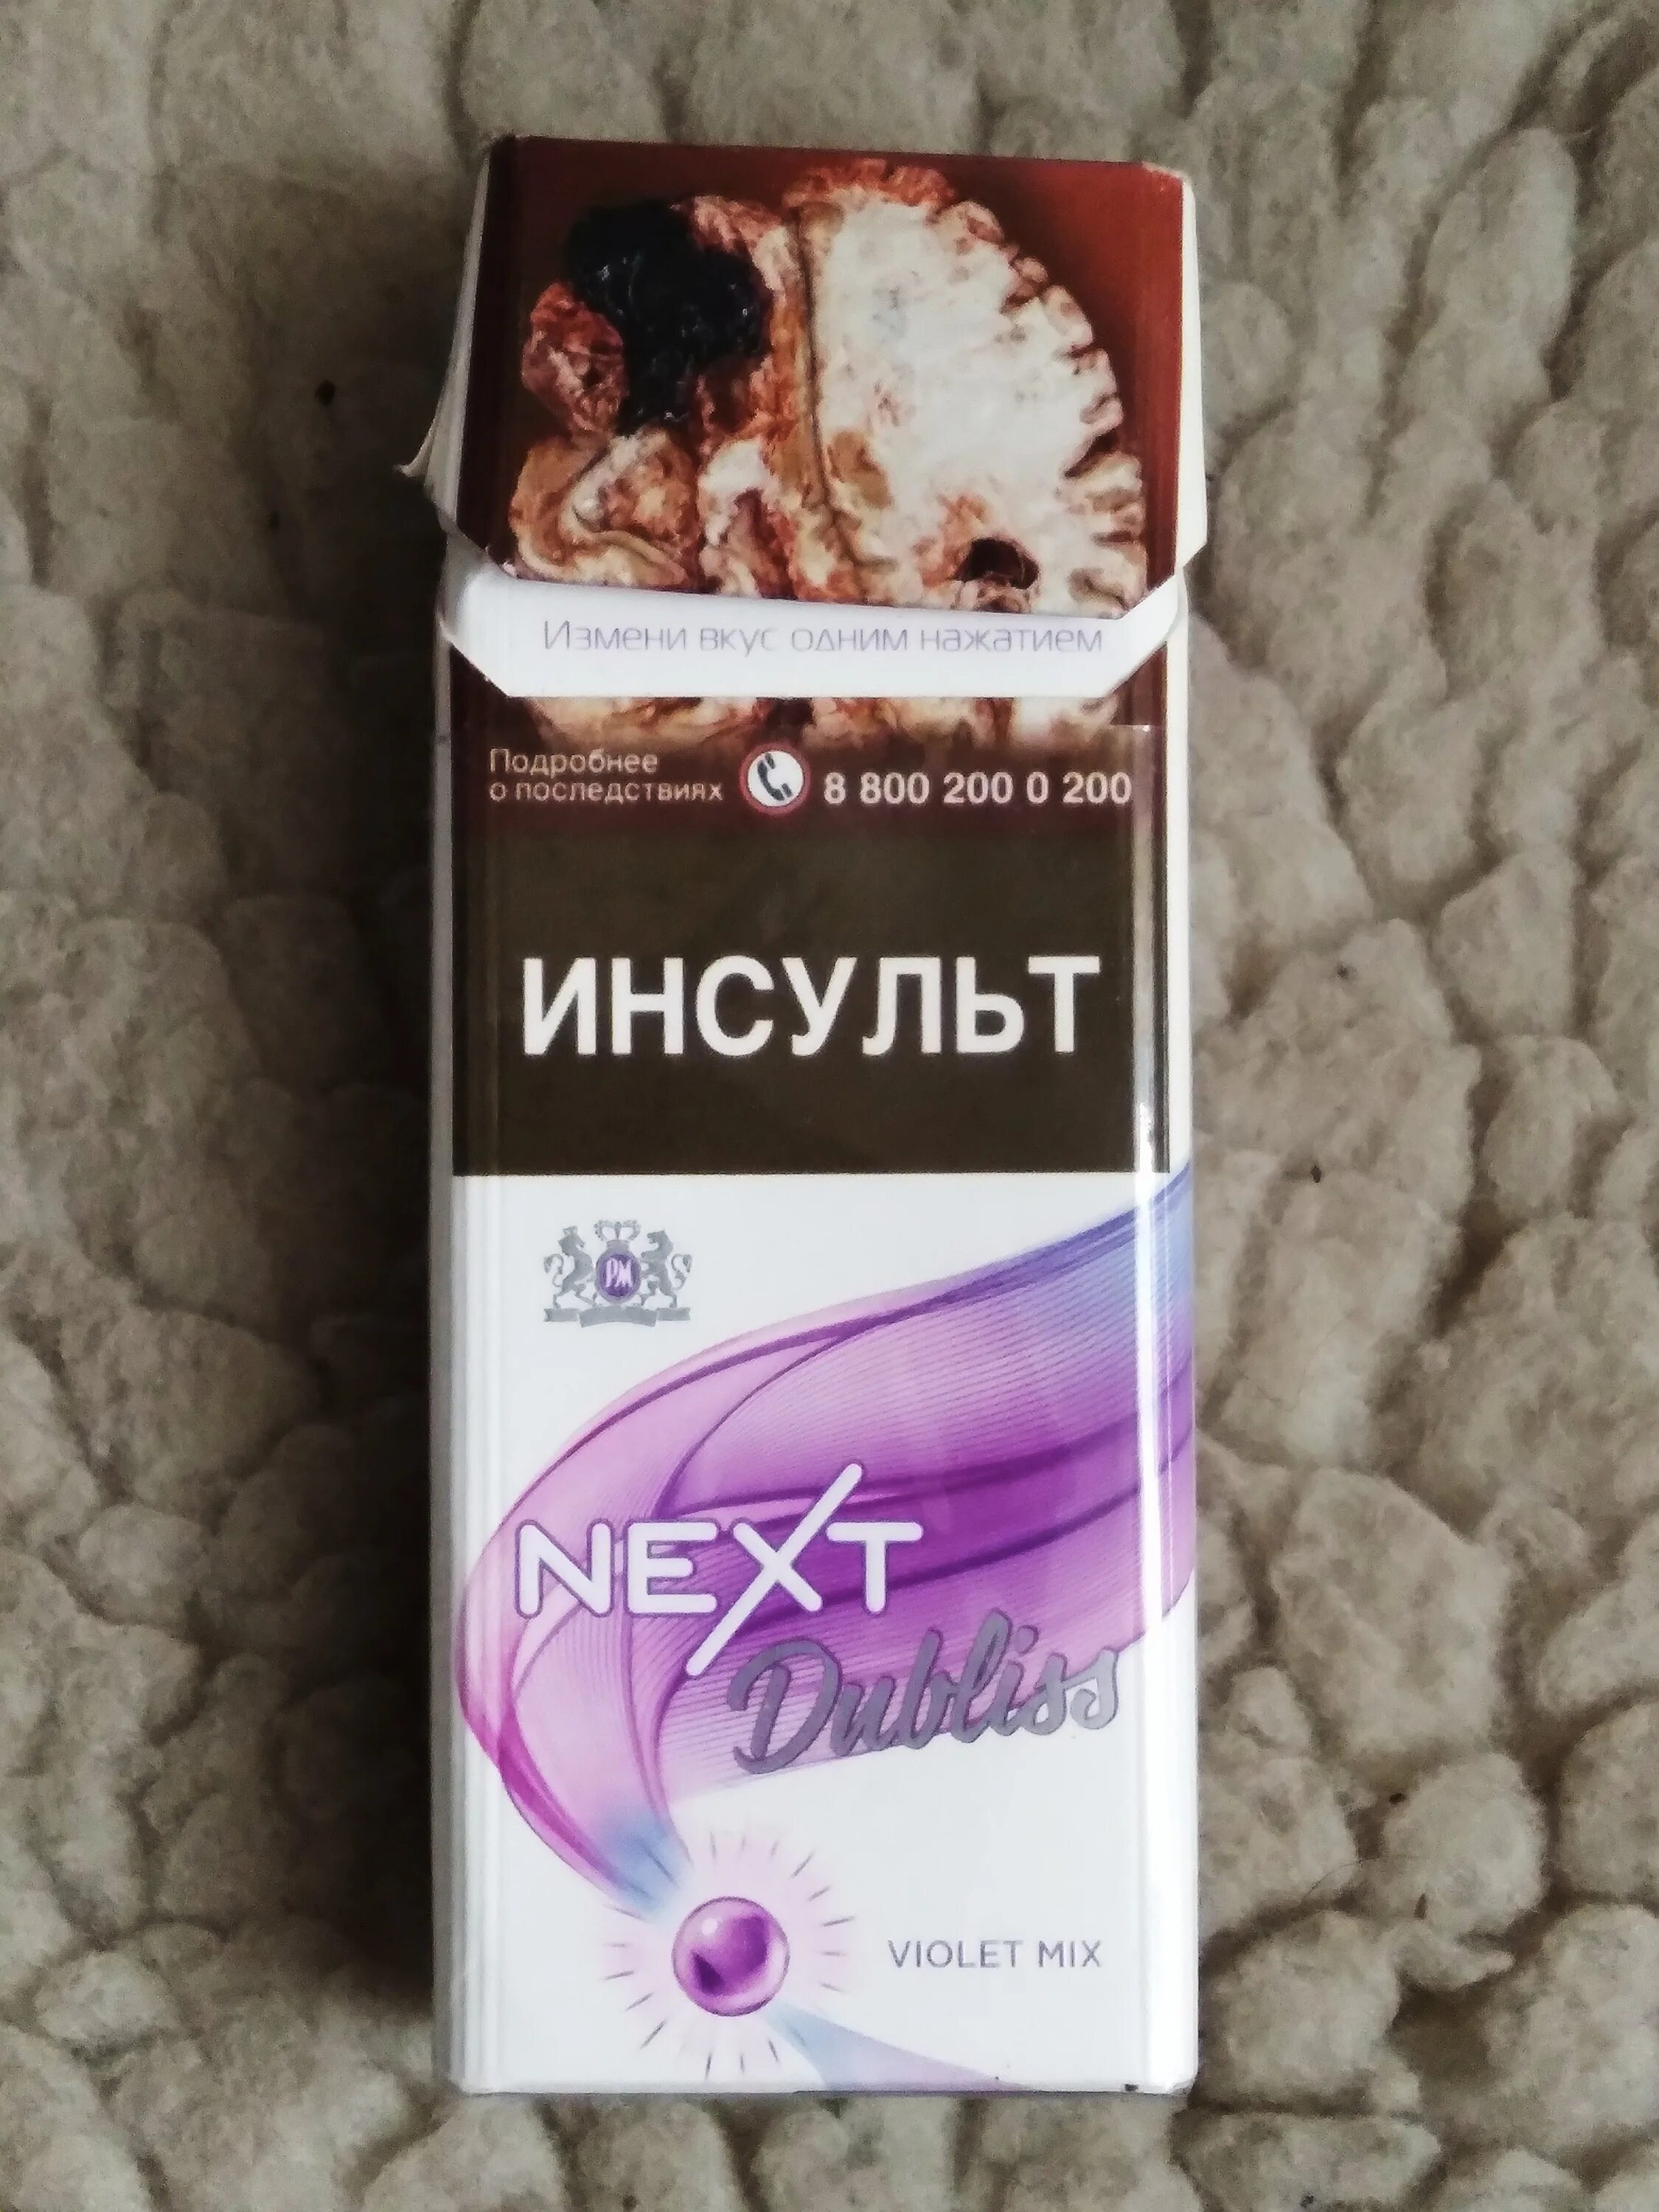 Измени вкус одним нажатием
Подробнее
о последствиях
8 800 200 0 200
ИНСУЛЬТ
PM
NEXT
Dubliss
VIOLET MIX